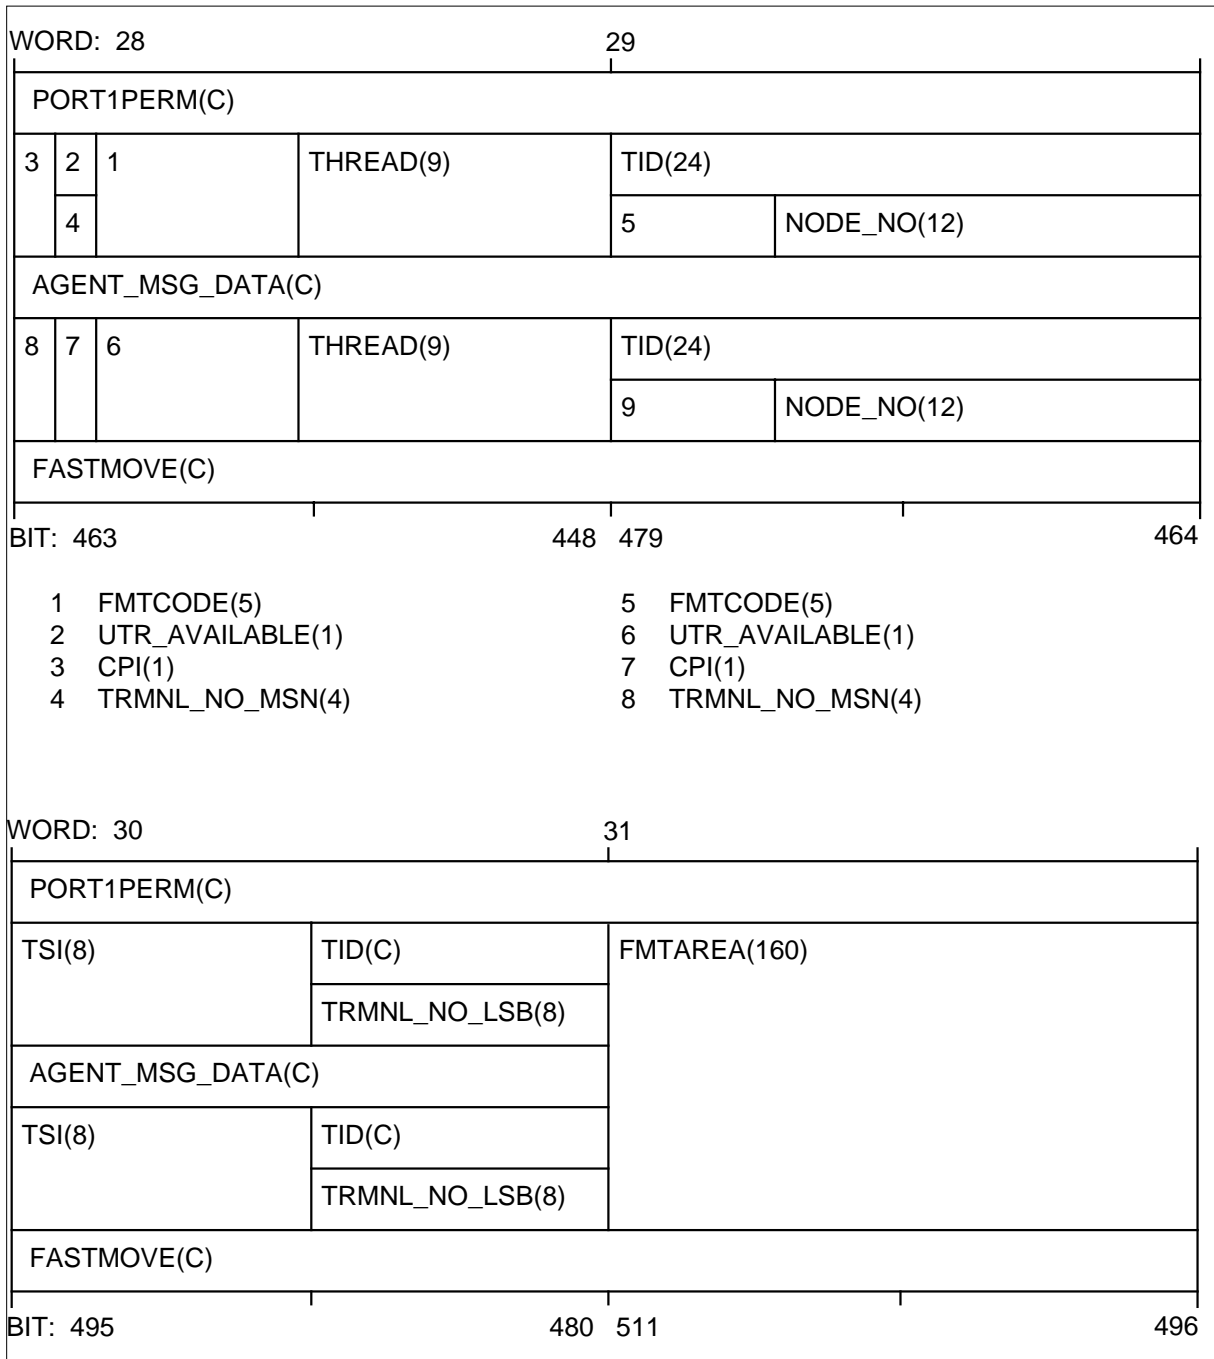 WORD: 28 29
PORT1PERM(C)
3 2 1 THREAD(9) TID(24)
4 5 NODE_NO(12)
AGENT_MSG_DATA(C)
8 7 6 THREAD(9) TID(24)
9 NODE_NO(12)
FASTMOVE(C)
BIT: 463 448 479 464
1 FMTCODE(5) 5 FMTCODE(5)
2 UTR_AVAILABLE(1) 6 UTR_AVAILABLE(1)
3 CPI(1) 7 CPI(1)
4 TRMNL_NO_MSN(4) 8 TRMNL_NO_MSN(4)
WORD: 30 31
PORT1PERM(C)
TSI(8) TID(C) FMTAREA(160)
TRMNL_NO_LSB(8)
AGENT_MSG_DATA(C)
TSI(8) TID(C)
TRMNL_NO_LSB(8)
FASTMOVE(C)
BIT: 495 480 511 496